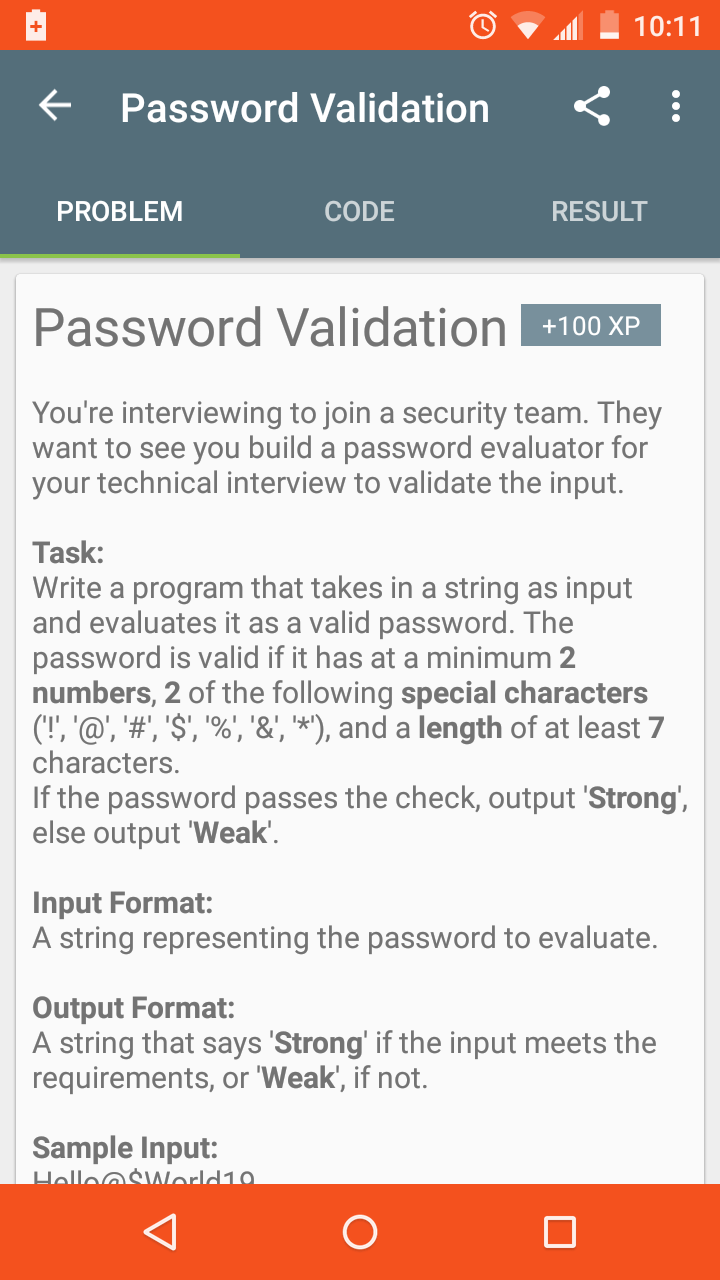 10:11
Password Validation
PROBLEM CODE RESULT
Password Validation +100 XP
You're interviewing to join a security team. They
want to see you build a password evaluator for
your technical interview to validate the input.
Task:
Write a program that takes in a string as input
and evaluates it as a valid password. The
password is valid if it has at a minimum 2
numbers, 2 of the following special characters
('!', '@', '#', '$', '%', '&', '*'), and a length of at least 7
characters.
If the password passes the check, output 'Strong',
else output 'Weak'.
Input Format:
A string representing the password to evaluate.
Output Format:
A string that says 'Strong' if the input meets the
requirements, or 'Weak', if not.
Sample Input:
Hello@$World19